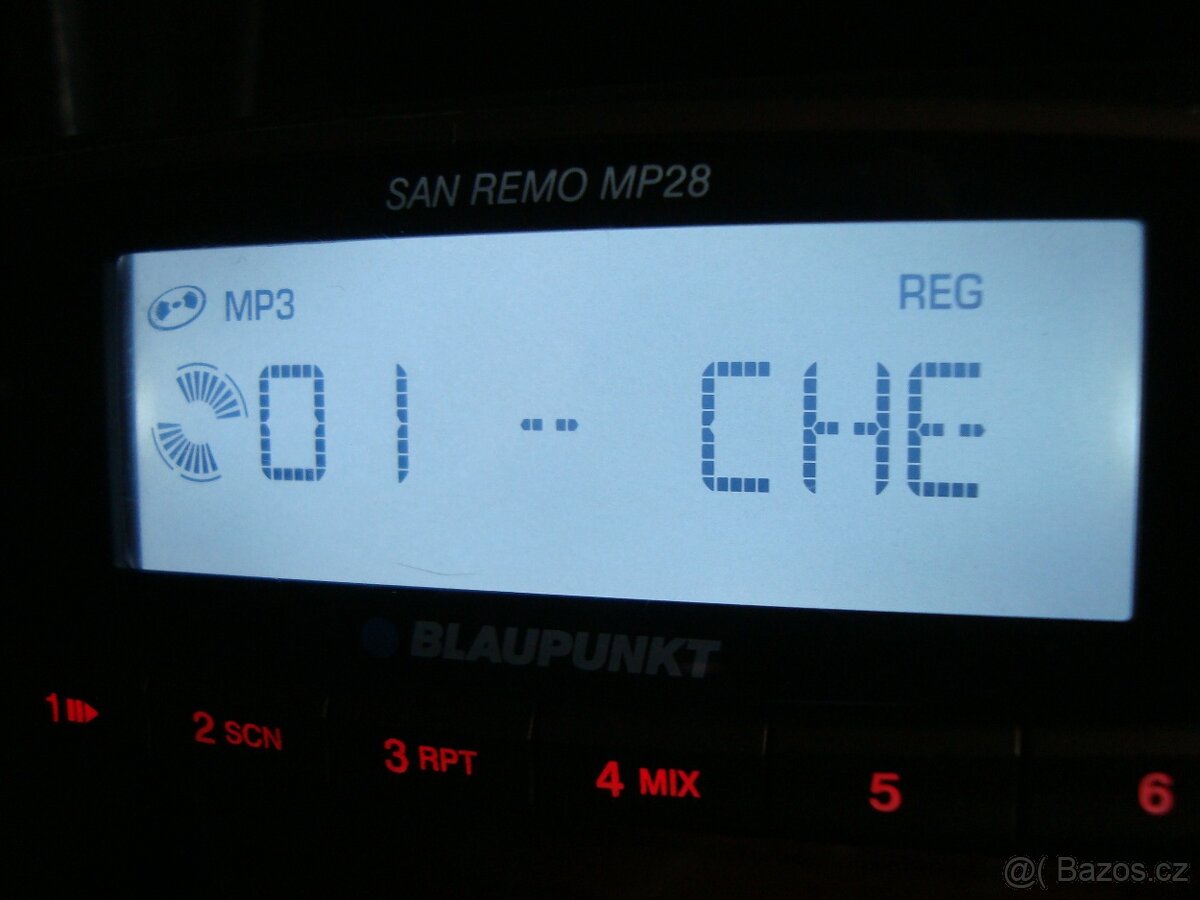 SAN REMO MP28
MP3 REG
01 -- CHE
BLAUPUNKT
1 2 SCN 3 RPT 4 MIX 5 6
@( Bazos.cz